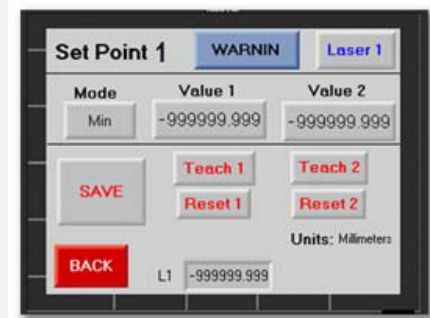 Set Point 1 WARNIN Laser 1
Mode Value 1 Value 2
Min -999999.999 -999999.999
SAVE Teach 1 Teach 2
Reset 1 Reset 2
Units: Millimeters
BACK L1 -999999.999